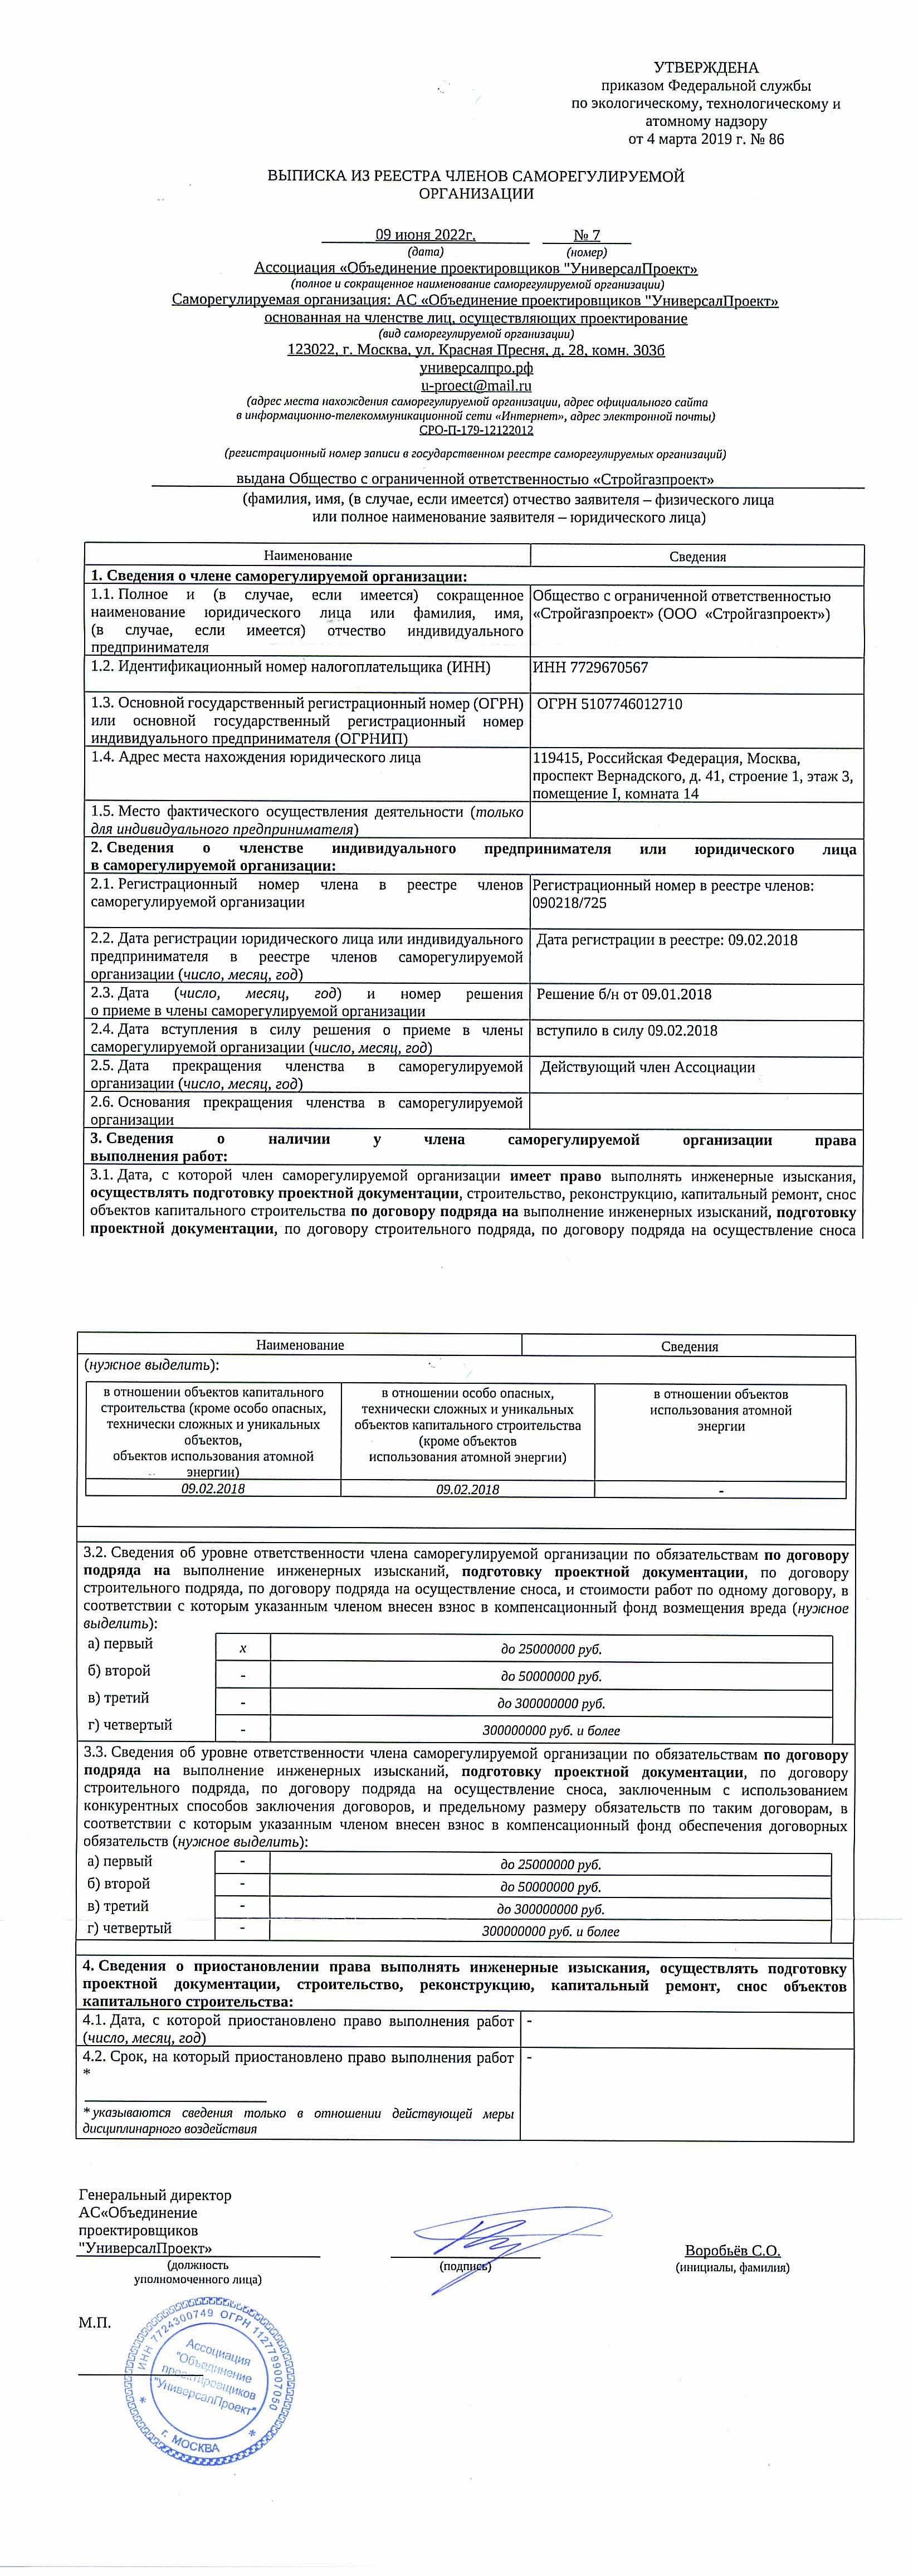 УТВЕРЖДЕНА
приказом Федеральной службы
по экологическому, технологическому и
атомному надзору
от 4 марта 2019 г. № 86
ВЫПИСКА ИЗ РЕЕСТРА ЧЛЕНОВ САМОРЕГУЛИРУЕМОЙ
ОРГАНИЗАЦИИ
09 июня 2022г. № 7
(дата) (номер)
Ассоциация «Объединение проектировщиков "УниверсалПроект»
(полное и сокращенное наименование саморегулируемой организации)
Саморегулируемая организация: АС «Объединение проектировщиков "УниверсалПроект»
основанная на членстве лиц, осуществляющих проектирование
(вид саморегулируемой организации)
123022, г. Москва, ул. Красная Пресня, д. 28, комн. 303б
универсалпро.рф
u-proect@mail.ru
(адрес места нахождения саморегулируемой организации, адрес официального сайта
в информационно-телекоммуникационной сети «Интернет», адрес электронной почты)
СРО-П-179-12122012
(регистрационный номер записи в государственном реестре саморегулируемых организаций)
выдана Общество с ограниченной ответственностью «Стройгазпроект»
(фамилия, имя, (в случае, если имеется) отчество заявителя – физического лица
или полное наименование заявителя – юридического лица)
Наименование Сведения
1. Сведения о члене саморегулируемой организации:
1.1. Полное и (в случае, если имеется) сокращенное
наименование юридического лица или фамилия, имя,
(в случае, если имеется) отчество индивидуального
предпринимателя
Общество с ограниченной ответственностью
«Стройгазпроект» (ООО «Стройгазпроект»)
1.2. Идентификационный номер налогоплательщика (ИНН)
ИНН 7729670567
1.3. Основной государственный регистрационный номер (ОГРН)
или основной государственный регистрационный номер
индивидуального предпринимателя (ОГРНИП)
ОГРН 5107746012710
1.4. Адрес места нахождения юридического лица
119415, Российская Федерация, Москва,
проспект Вернадского, д. 41, строение 1, этаж 3,
помещение I, комната 14
1.5. Место фактического осуществления деятельности (только
для индивидуального предпринимателя)
2. Сведения о членстве индивидуального предпринимателя или юридического лица
в саморегулируемой организации:
2.1. Регистрационный номер члена в реестре членов
саморегулируемой организации
Регистрационный номер в реестре членов:
090218/725
2.2. Дата регистрации юридического лица или индивидуального
предпринимателя в реестре членов саморегулируемой
организации (число, месяц, год)
Дата регистрации в реестре: 09.02.2018
2.3. Дата (число, месяц, год) и номер решения
о приеме в члены саморегулируемой организации
Решение б/н от 09.01.2018
2.4. Дата вступления в силу решения о приеме в члены
саморегулируемой организации (число, месяц, год)
вступило в силу 09.02.2018
2.5. Дата прекращения членства в саморегулируемой
организации (число, месяц, год)
Действующий член Ассоциации
2.6. Основания прекращения членства в саморегулируемой
организации
3. Сведения о наличии у члена саморегулируемой организации права
выполнения работ:
3.1. Дата, с которой член саморегулируемой организации имеет право выполнять инженерные изыскания,
осуществлять подготовку проектной документации, строительство, реконструкцию, капитальный ремонт, снос
объектов капитального строительства по договору подряда на выполнение инженерных изысканий, подготовку
проектной документации, по договору строительного подряда, по договору подряда на осуществление сноса
Наименование Сведения
(нужное выделить):
в отношении объектов капитального
строительства (кроме особо опасных,
технически сложных и уникальных
объектов,
объектов использования атомной
энергии)
в отношении особо опасных,
технически сложных и уникальных
объектов капитального строительства
(кроме объектов
использования атомной энергии)
в отношении объектов
использования атомной
энергии
09.02.2018 09.02.2018 -
3.2. Сведения об уровне ответственности члена саморегулируемой организации по обязательствам по договору
подряда на выполнение инженерных изысканий, подготовку проектной документации, по договору
строительного подряда, по договору подряда на осуществление сноса, и стоимости работ по одному договору, в
соответствии с которым указанным членом внесен взнос в компенсационный фонд возмещения вреда (нужное
выделить):
а) первый х до 25000000 руб.
б) второй - до 50000000 руб.
в) третий - до 300000000 руб.
г) четвертый - 300000000 руб. и более
3.3. Сведения об уровне ответственности члена саморегулируемой организации по обязательствам по договору
подряда на выполнение инженерных изысканий, подготовку проектной документации, по договору
строительного подряда, по договору подряда на осуществление сноса, заключенным с использованием
конкурентных способов заключения договоров, и предельному размеру обязательств по таким договорам, в
соответствии с которым указанным членом внесен взнос в компенсационный фонд обеспечения договорных
обязательств (нужное выделить):
а) первый - до 25000000 руб.
б) второй - до 50000000 руб.
в) третий - до 300000000 руб.
г) четвертый - 300000000 руб. и более
4. Сведения о приостановлении права выполнять инженерные изыскания, осуществлять подготовку
проектной документации, строительство, реконструкцию, капитальный ремонт, снос объектов
капитального строительства:
4.1. Дата, с которой приостановлено право выполнения работ
(число, месяц, год)
-
4.2. Срок, на который приостановлено право выполнения работ
*
-
* указываются сведения только в отношении действующей меры
дисциплинарного воздействия
Генеральный директор
АС«Объединение
проектировщиков
"УниверсалПроект»
(должность
уполномоченного лица)
(подпись)
Воробьёв С.О.
(инициалы, фамилия)
М.П.
ИНН 7724300749 ОГРН 1127799007050
Ассоциация
"Объединение
проектировщиков
"УниверсалПроект"
г. МОСКВА